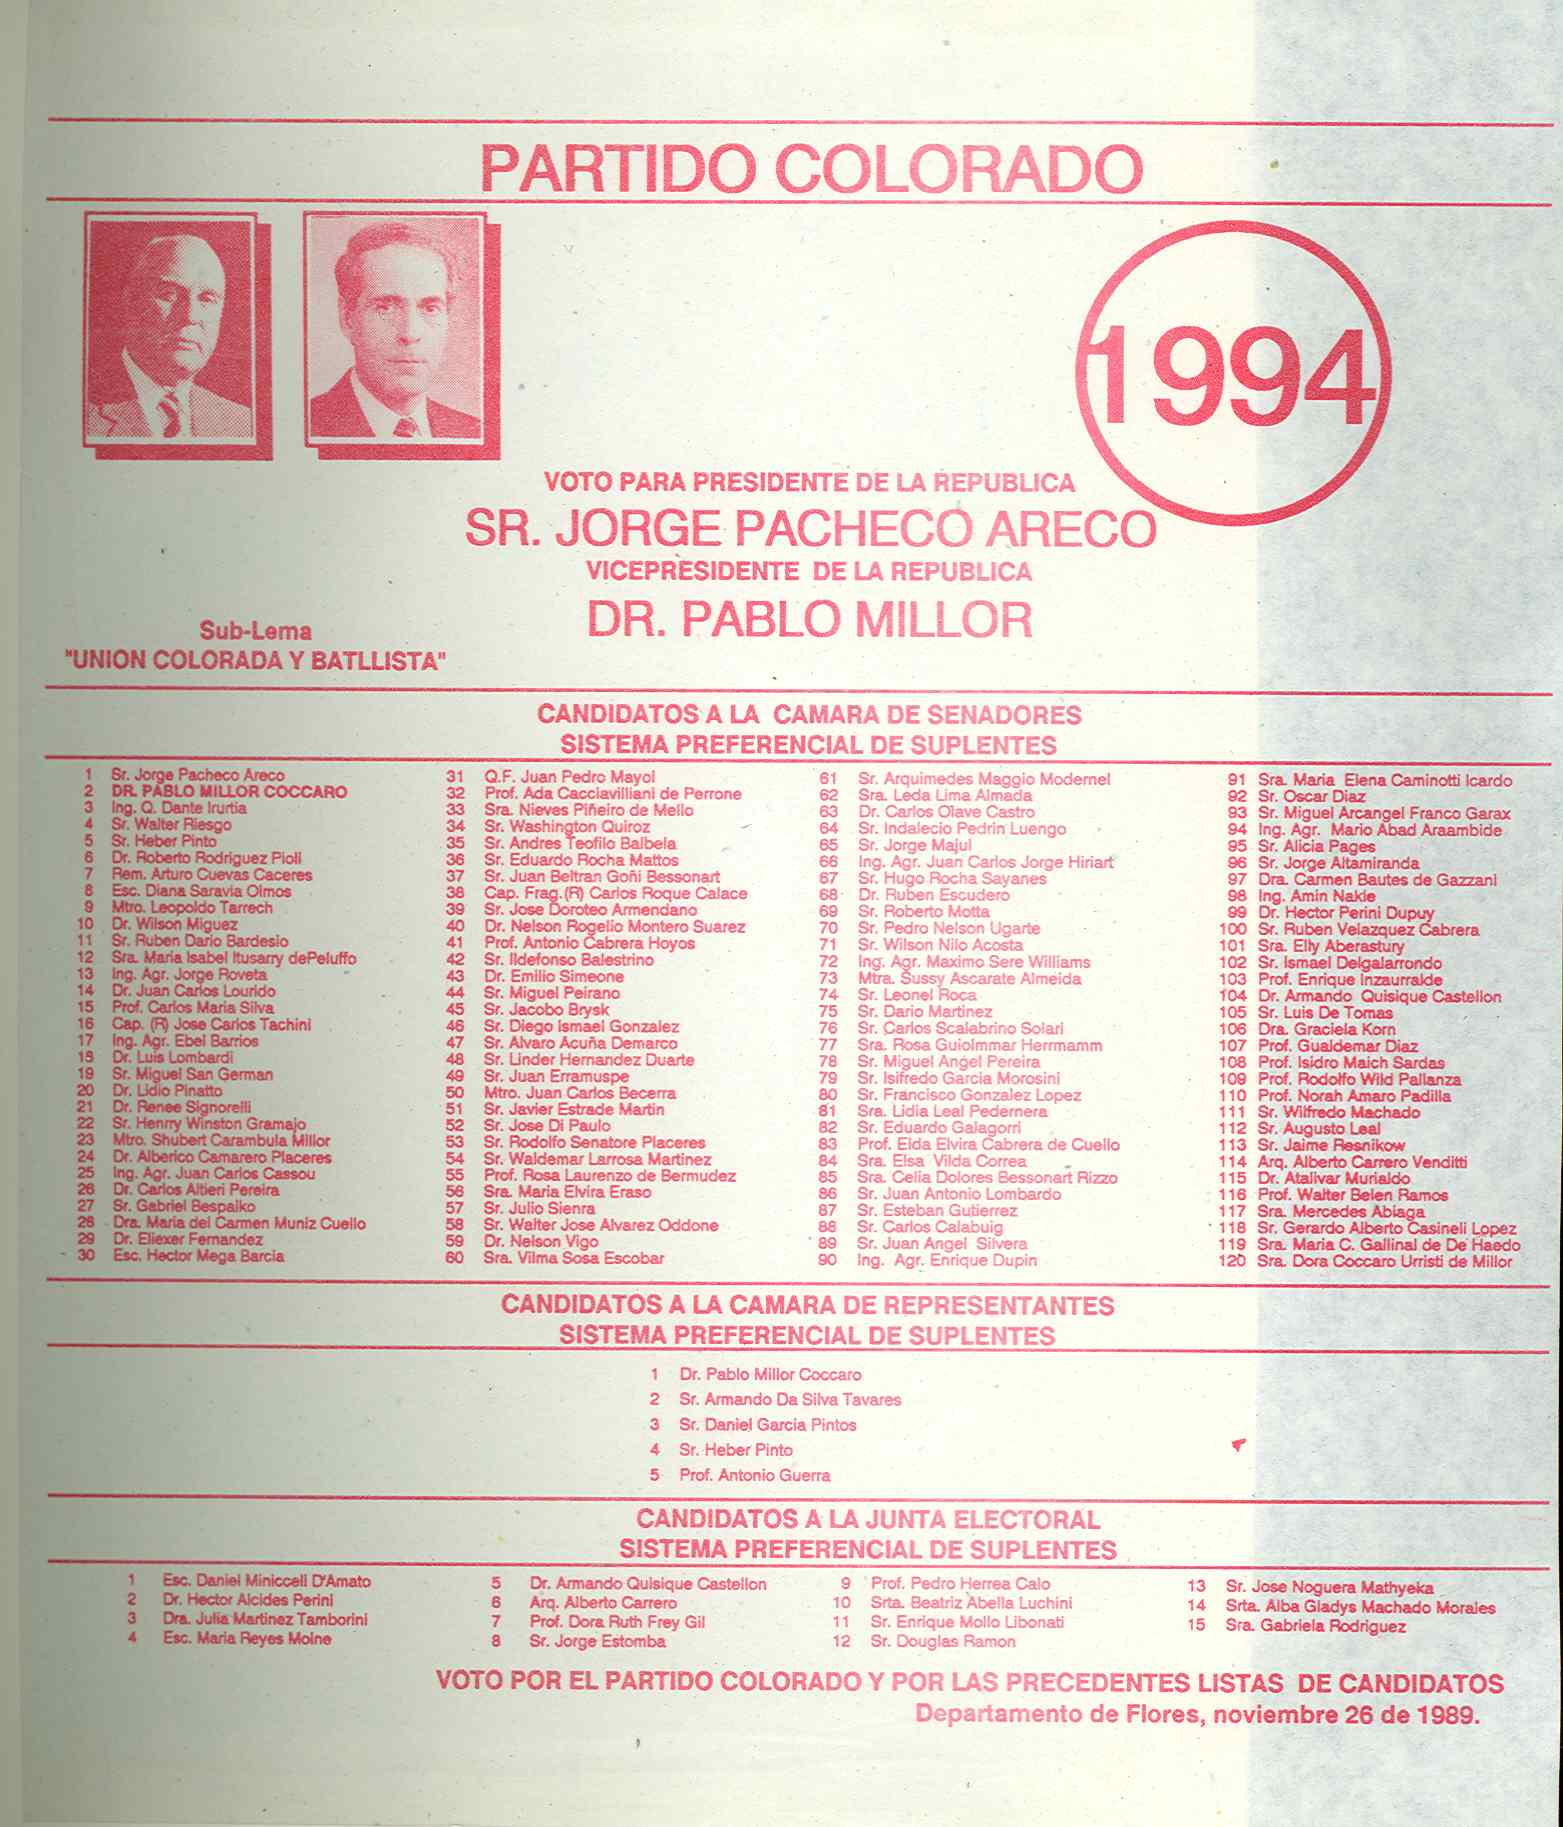 PARTIDO COLORADO
1994
VOTO PARA PRESIDENTE DE LA REPUBLICA
SR. JORGE PACHECO ARECO
VICEPRESIDENTE DE LA REPUBLICA
DR. PABLO MILLOR
Sub-Lema
"UNION COLORADA Y BATLLISTA"
CANDIDATOS A LA CAMARA DE SENADORES
SISTEMA PREFERENCIAL DE SUPLENTES
1 Sr. Jorge Pacheco Areco
2 DR. PABLO MILLOR COCCARO
3 Ing. Q. Dante Irurtia
4 Sr. Walter Riesgo
5 Sr. Heber Pinto
6 Dr. Roberto Rodriguez Pioli
7 Rem. Arturo Cuevas Caceres
8 Esc. Diana Saravia Olmos
9 Mtro. Leopoldo Tarrech
10 Dr. Wilson Miguez
11 Sr. Ruben Dario Bardesio
12 Sra. Maria Isabel Itusarry dePeluffo
13 Ing. Agr. Jorge Roveta
14 Dr. Juan Carlos Lourido
15 Prof. Carlos Maria Silva
16 Cap. (R) Jose Carlos Tachini
17 Ing. Agr. Ebel Barrios
18 Dr. Luis Lombardi
19 Sr. Miguel San German
20 Dr. Lidio Pinatto
21 Dr. Renee Signorelli
22 Sr. Henrry Winston Gramajo
23 Mtro. Shubert Carambula Millor
24 Dr. Alberico Camarero Placeres
25 Ing. Agr. Juan Carlos Cassou
26 Dr. Carlos Altieri Pereira
27 Sr. Gabriel Bespalko
28 Dra. Maria del Carmen Muniz Cuello
29 Dr. Eliexer Fernandez
30 Esc. Hector Mega Barcia
31 Q.F. Juan Pedro Mayol
32 Prof. Ada Cacciavilliani de Perrone
33 Sra. Nieves Piñeiro de Mello
34 Sr. Washington Quiroz
35 Sr. Andres Teofilo Balbela
36 Sr. Eduardo Rocha Mattos
37 Sr. Juan Beltran Goñi Bessonart
38 Cap. Frag.(R) Carlos Roque Calace
39 Sr. Jose Doroteo Armendano
40 Dr. Nelson Rogelio Montero Suarez
41 Prof. Antonio Cabrera Hoyos
42 Sr. Ildefonso Balestrino
43 Dr. Emilio Simeone
44 Sr. Miguel Peirano
45 Sr. Jacobo Brysk
46 Sr. Diego Ismael Gonzalez
47 Sr. Alvaro Acuña Demarco
48 Sr. Linder Hernandez Duarte
49 Sr. Juan Erramuspe
50 Mtro. Juan Carlos Becerra
51 Sr. Javier Estrade Martin
52 Sr. Jose Di Paulo
53 Sr. Rodolfo Senatore Placeres
54 Sr. Waldemar Larrosa Martinez
55 Prof. Rosa Laurenzo de Bermudez
56 Sra. Maria Elvira Eraso
57 Sr. Julio Sienra
58 Sr. Walter Jose Alvarez Oddone
59 Dr. Nelson Vigo
60 Sra. Vilma Sosa Escobar
61 Sr. Arquimedes Maggio Modernel
62 Sra. Leda Lima Almada
63 Dr. Carlos Olave Castro
64 Sr. Indalecio Pedrin Luengo
65 Sr. Jorge Majul
66 Ing. Agr. Juan Carlos Jorge Hiriart
67 Sr. Hugo Rocha Sayanes
68 Dr. Ruben Escudero
69 Sr. Roberto Motta
70 Sr. Pedro Nelson Ugarte
71 Sr. Wilson Nilo Acosta
72 Ing. Agr. Maximo Sere Williams
73 Mtra. Sussy Ascarate Almeida
74 Sr. Leonel Roca
75 Sr. Dario Martinez
76 Sr. Carlos Scalabrino Solari
77 Sra. Rosa Guiolmmar Herrmamm
78 Sr. Miguel Angel Pereira
79 Sr. Isifredo Garcia Morosini
80 Sr. Francisco Gonzalez Lopez
81 Sra. Lidia Leal Pedernera
82 Sr. Eduardo Galagorri
83 Prof. Elda Elvira Cabrera de Cuello
84 Sra. Elsa Vilda Correa
85 Sra. Celia Dolores Bessonart Rizzo
86 Sr. Juan Antonio Lombardo
87 Sr. Esteban Gutierrez
88 Sr. Carlos Calabuig
89 Sr. Juan Angel Silvera
90 Ing. Agr. Enrique Dupin
91 Sra. Maria Elena Caminotti Icardo
92 Sr. Oscar Diaz
93 Sr. Miguel Arcangel Franco Garax
94 Ing. Agr. Mario Abad Araambide
95 Sr. Alicia Pages
96 Sr. Jorge Altamiranda
97 Dra. Carmen Bautes de Gazzani
98 Ing. Amin Nakle
99 Dr. Hector Perini Dupuy
100 Sr. Ruben Velazquez Cabrera
101 Sra. Elly Aberastury
102 Sr. Ismael Delgalarrondo
103 Prof. Enrique Inzaurralde
104 Dr. Armando Quisique Castellon
105 Sr. Luis De Tomas
106 Dra. Graciela Korn
107 Prof. Gualdemar Diaz
108 Prof. Isidro Maich Sardas
109 Prof. Rodolfo Wild Pallanza
110 Prof. Norah Amaro Padilla
111 Sr. Wilfredo Machado
112 Sr. Augusto Leal
113 Sr. Jaime Resnikow
114 Arq. Alberto Carrero Venditti
115 Dr. Atalivar Murialdo
116 Prof. Walter Belen Ramos
117 Sra. Mercedes Abiaga
118 Sr. Gerardo Alberto Casineli Lopez
119 Sra. Maria C. Gallinal de De Haedo
120 Sra. Dora Coccaro Urristi de Millor
CANDIDATOS A LA CAMARA DE REPRESENTANTES
SISTEMA PREFERENCIAL DE SUPLENTES
1 Dr. Pablo Millor Coccaro
2 Sr. Armando Da Silva Tavares
3 Sr. Daniel Garcia Pintos
4 Sr. Heber Pinto
5 Prof. Antonio Guerra
CANDIDATOS A LA JUNTA ELECTORAL
SISTEMA PREFERENCIAL DE SUPLENTES
1 Esc. Daniel Miniccell D'Amato
2 Dr. Hector Alcides Perini
3 Dra. Julia Martinez Tamborini
4 Esc. Maria Reyes Molne
5 Dr. Armando Quisique Castellon
6 Arq. Alberto Carrero
7 Prof. Dora Ruth Frey Gil
8 Sr. Jorge Estomba
9 Prof. Pedro Herrea Calo
10 Srta. Beatriz Abella Luchini
11 Sr. Enrique Mollo Libonati
12 Sr. Douglas Ramon
13 Sr. Jose Noguera Mathyeka
14 Srta. Alba Gladys Machado Morales
15 Sra. Gabriela Rodriguez
VOTO POR EL PARTIDO COLORADO Y POR LAS PRECEDENTES LISTAS DE CANDIDATOS
Departamento de Flores, noviembre 26 de 1989.